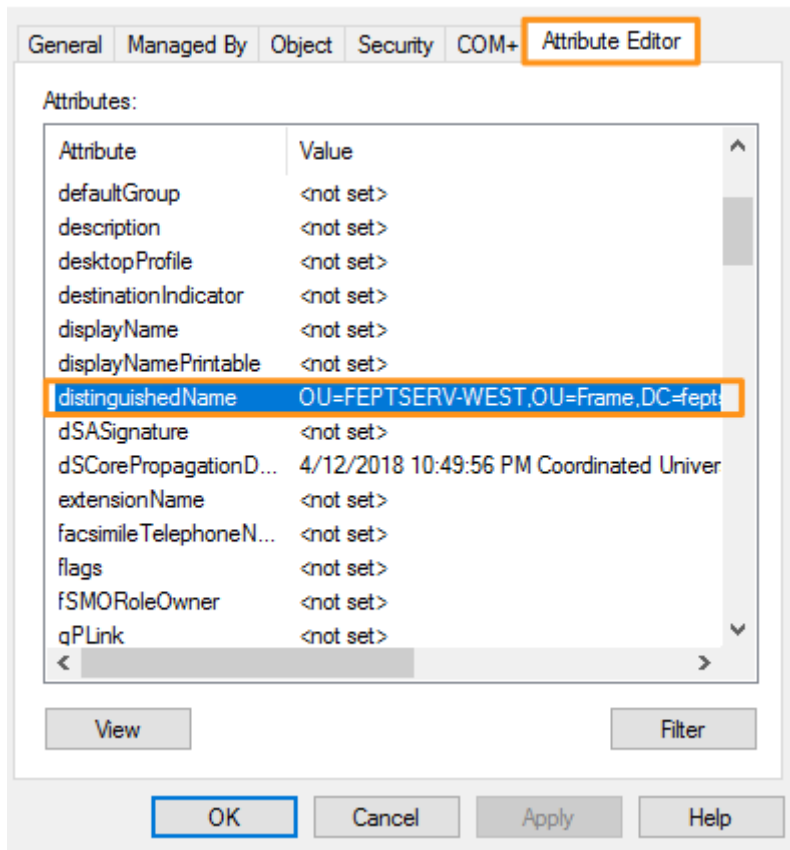 General Managed By Object Security COM+ Attribute Editor
Attributes:
Attribute Value
defaultGroup <not set>
description <not set>
desktopProfile <not set>
destinationIndicator <not set>
displayName <not set>
displayNamePrintable <not set>
distinguishedName OU=FEPTSERV-WEST,OU=Frame,DC=fepts
dSASignature <not set>
dSCorePropagationD... 4/12/2018 10:49:56 PM Coordinated Univer
extensionName <not set>
facsimileTelephoneN... <not set>
flags <not set>
fSMORoleOwner <not set>
gPLink <not set>
View Filter
OK Cancel Apply Help